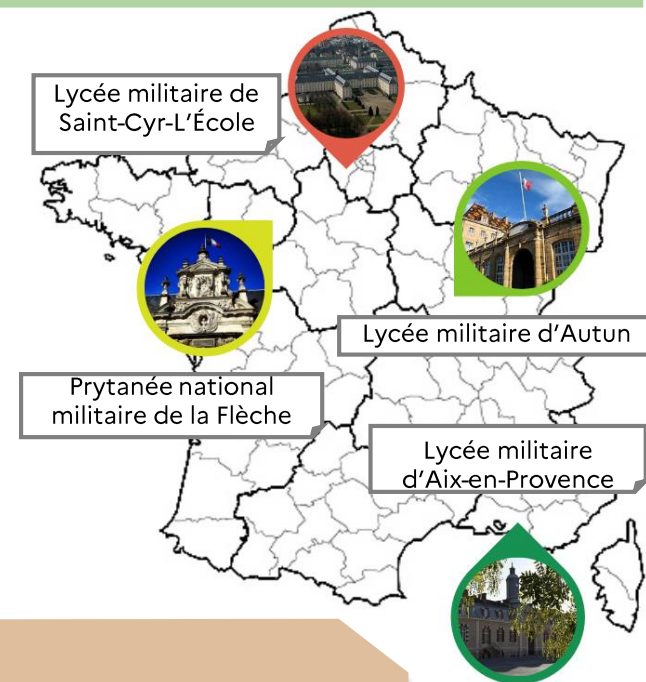 Lycée militaire de
Saint-Cyr-L’École
Lycée militaire d’Autun
Prytanée national
militaire de la Flèche
Lycée militaire
d’Aix-en-Provence